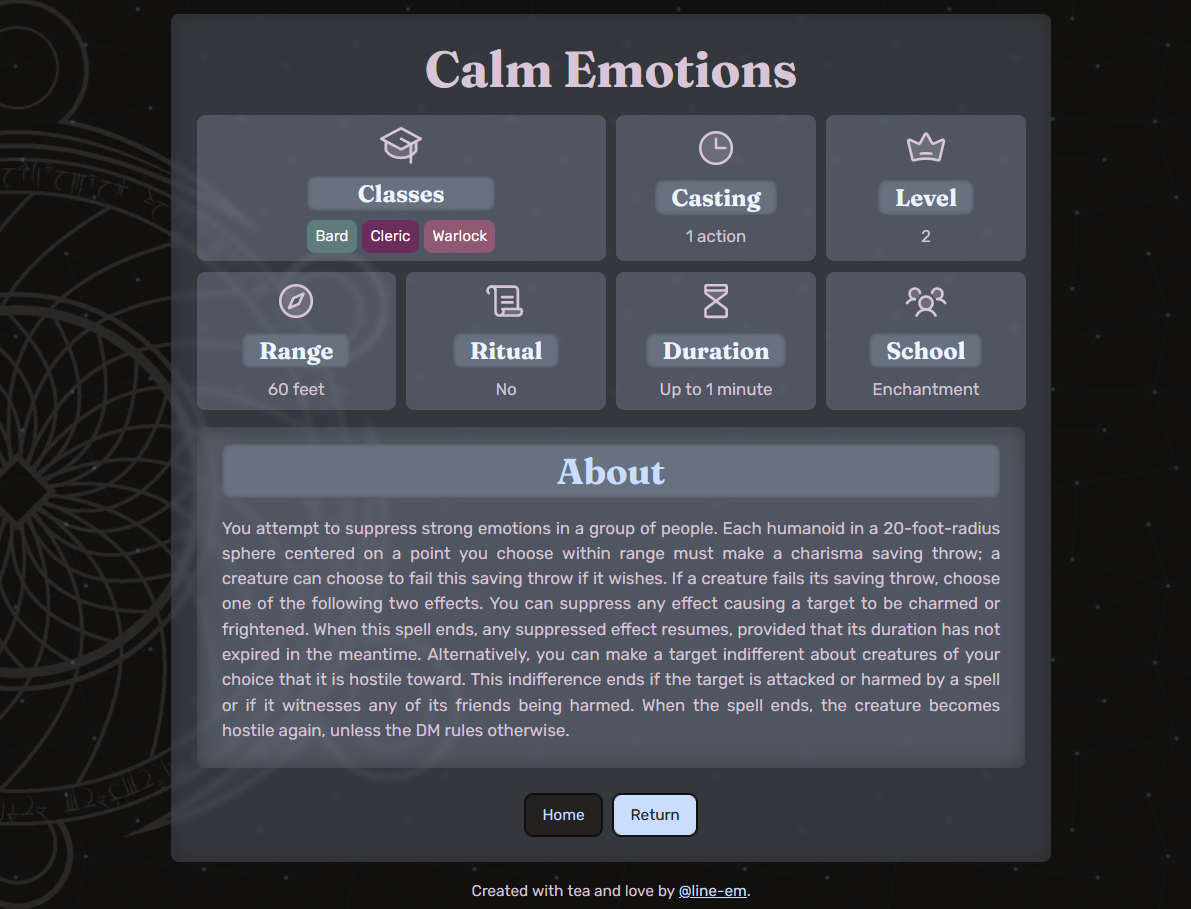 Calm Emotions
Classes
Bard Cleric Warlock
Casting
1 action
Level
2
Range
60 feet
Ritual
No
Duration
Up to 1 minute
School
Enchantment
About
You attempt to suppress strong emotions in a group of people. Each humanoid in a 20-foot-radius
sphere centered on a point you choose within range must make a charisma saving throw; a
creature can choose to fail this saving throw if it wishes. If a creature fails its saving throw, choose
one of the following two effects. You can suppress any effect causing a target to be charmed or
frightened. When this spell ends, any suppressed effect resumes, provided that its duration has not
expired in the meantime. Alternatively, you can make a target indifferent about creatures of your
choice that it is hostile toward. This indifference ends if the target is attacked or harmed by a spell
or if it witnesses any of its friends being harmed. When the spell ends, the creature becomes
hostile again, unless the DM rules otherwise.
Home Return
Created with tea and love by @line-em.